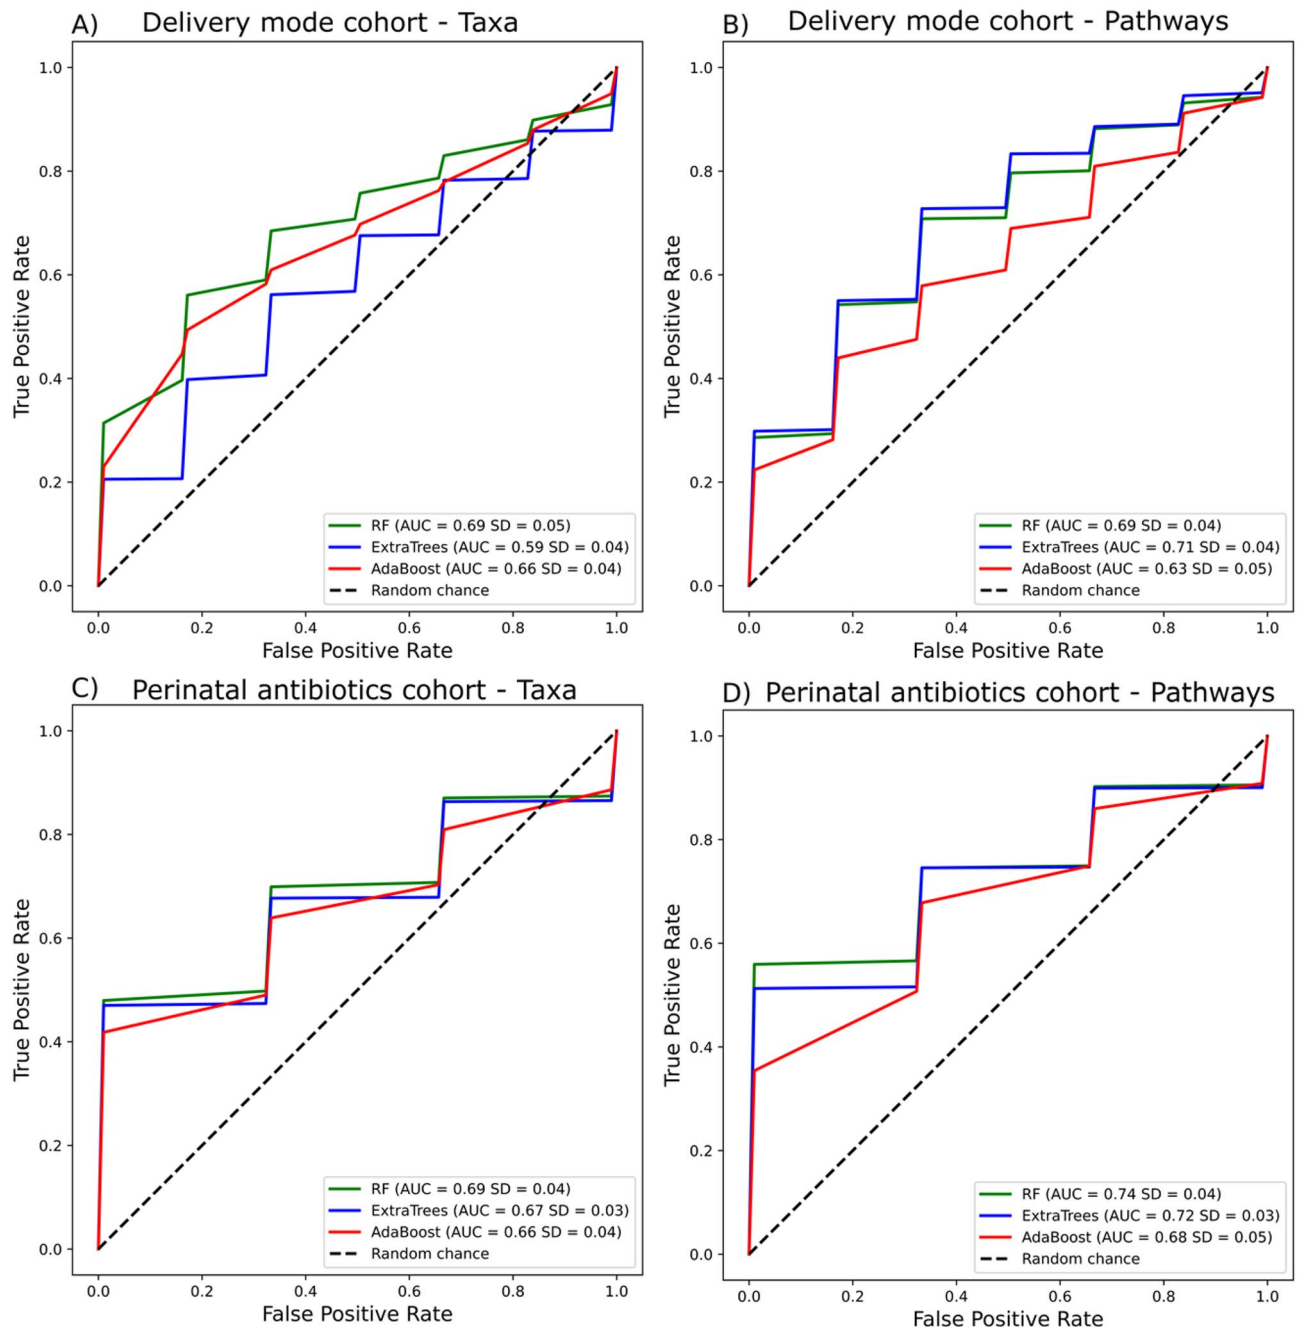 A) Delivery mode cohort - Taxa
True Positive Rate
1.0
0.8
0.6
0.4
0.2
0.0
RF (AUC = 0.69 SD = 0.05)
ExtraTrees (AUC = 0.59 SD = 0.04)
AdaBoost (AUC = 0.66 SD = 0.04)
Random chance
0.0 0.2 0.4 0.6 0.8 1.0
False Positive Rate
B) Delivery mode cohort - Pathways
True Positive Rate
1.0
0.8
0.6
0.4
0.2
0.0
RF (AUC = 0.69 SD = 0.04)
ExtraTrees (AUC = 0.71 SD = 0.04)
AdaBoost (AUC = 0.63 SD = 0.05)
Random chance
0.0 0.2 0.4 0.6 0.8 1.0
False Positive Rate
C) Perinatal antibiotics cohort - Taxa
True Positive Rate
1.0
0.8
0.6
0.4
0.2
0.0
RF (AUC = 0.69 SD = 0.04)
ExtraTrees (AUC = 0.67 SD = 0.03)
AdaBoost (AUC = 0.66 SD = 0.04)
Random chance
0.0 0.2 0.4 0.6 0.8 1.0
False Positive Rate
D) Perinatal antibiotics cohort - Pathways
True Positive Rate
1.0
0.8
0.6
0.4
0.2
0.0
RF (AUC = 0.74 SD = 0.04)
ExtraTrees (AUC = 0.72 SD = 0.03)
AdaBoost (AUC = 0.68 SD = 0.05)
Random chance
0.0 0.2 0.4 0.6 0.8 1.0
False Positive Rate